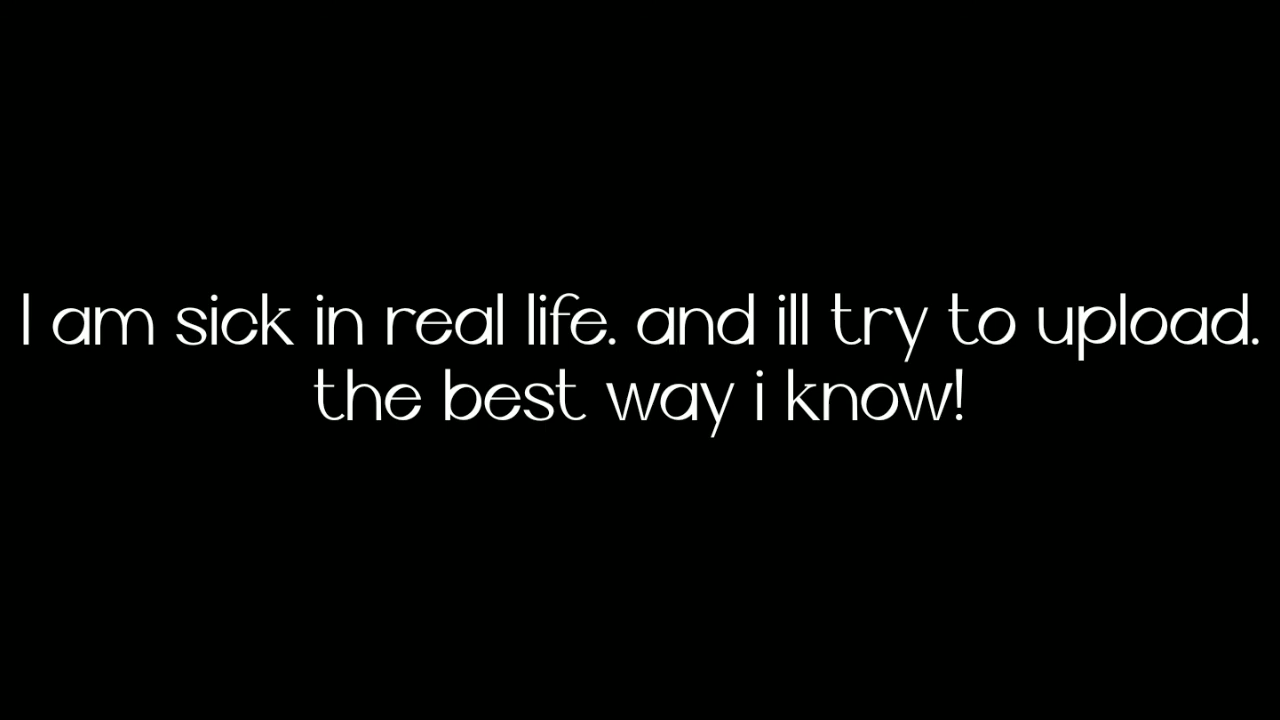 I am sick in real life. and ill try to upload.
the best way i know!